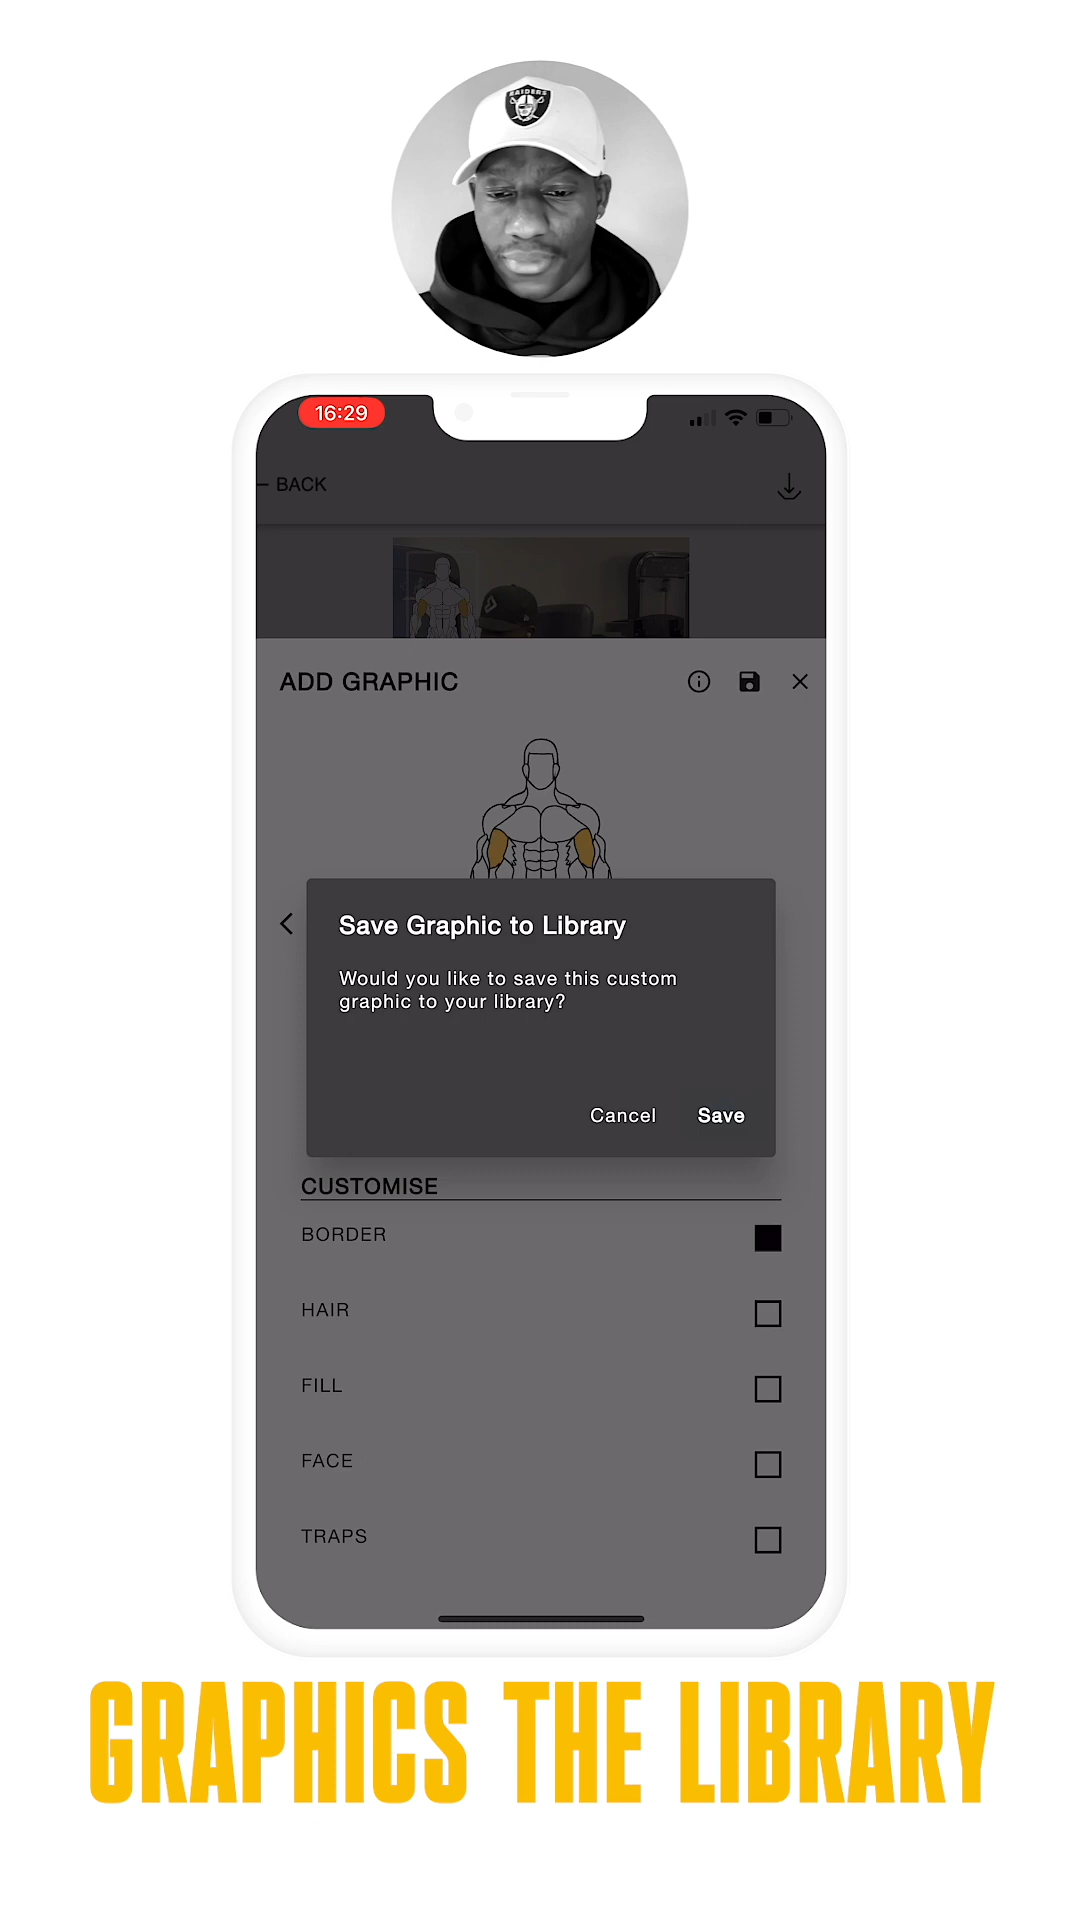 RAIDERS
16:29
BACK
ADD GRAPHIC
Save Graphic to Library
Would you like to save this custom
graphic to your library?
Cancel Save
CUSTOMISE
BORDER
HAIR
FILL
FACE
TRAPS
GRAPHICS THE LIBRARY